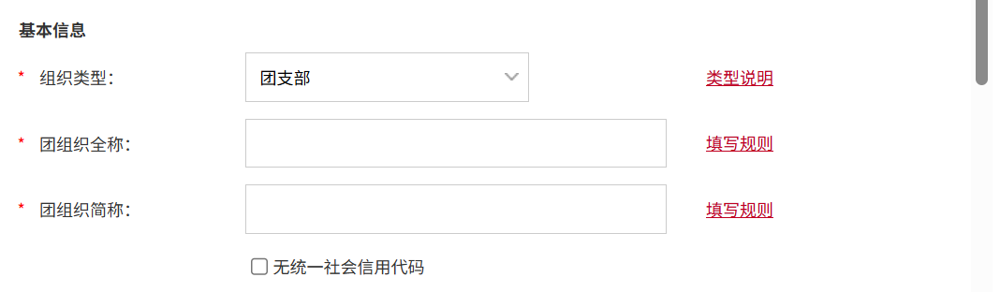 基本信息
* 组织类型： 团支部 类型说明
* 团组织全称： 填写规则
* 团组织简称： 填写规则
无统一社会信用代码